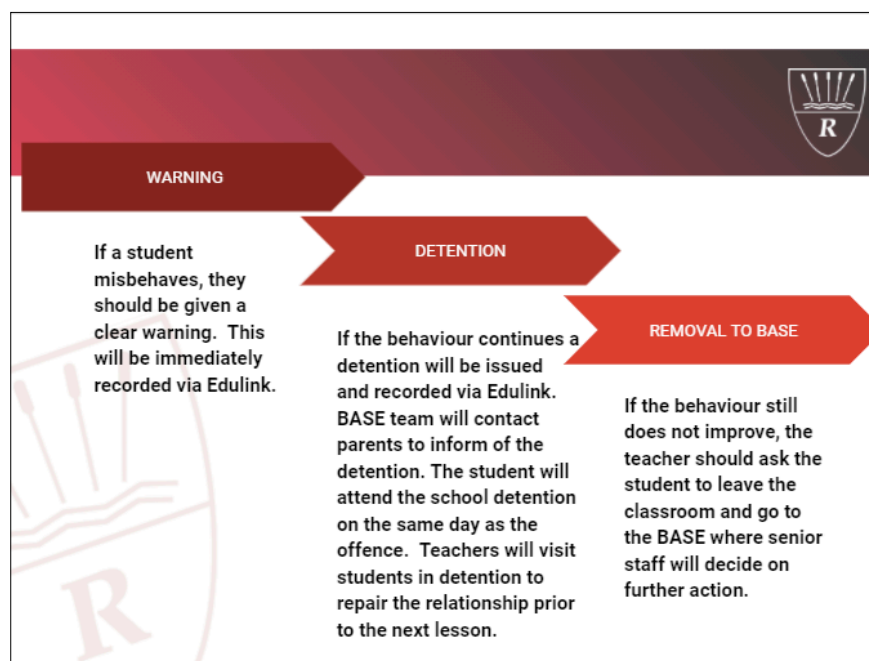 R
WARNING
If a student
misbehaves, they
should be given a
clear warning.  This
will be immediately
recorded via Edulink.
DETENTION
If the behaviour continues a
detention will be issued
and recorded via Edulink.
BASE team will contact
parents to inform of the
detention. The student will
attend the school detention
on the same day as the
offence.  Teachers will visit
students in detention to
repair the relationship prior
to the next lesson.
REMOVAL TO BASE
If the behaviour still
does not improve, the
teacher should ask the
student to leave the
classroom and go to
the BASE where senior
staff will decide on
further action.
R